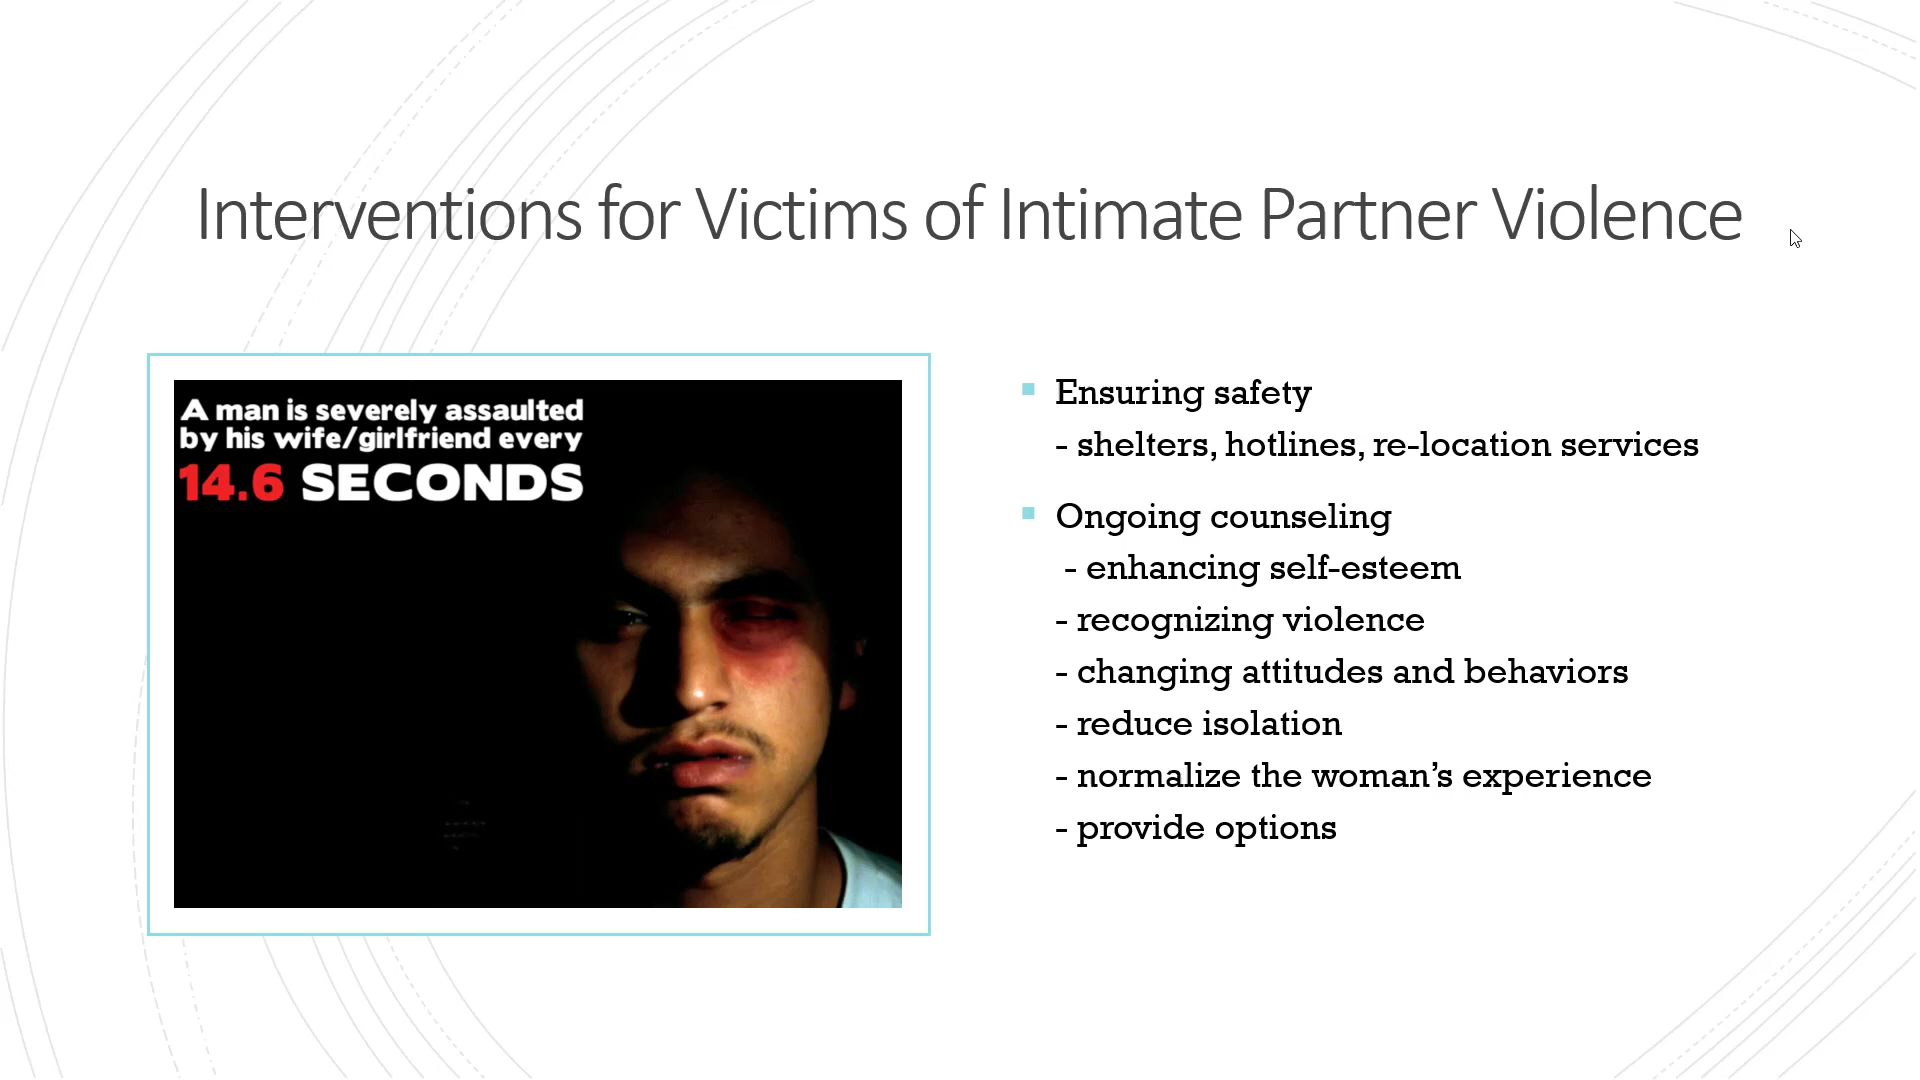 Interventions for Victims of Intimate Partner Violence
A man is severely assaulted
by his wife/girlfriend every
14.6 SECONDS
Ensuring safety
- shelters, hotlines, re-location services
Ongoing counseling
- enhancing self-esteem
- recognizing violence
- changing attitudes and behaviors
- reduce isolation
- normalize the woman’s experience
- provide options